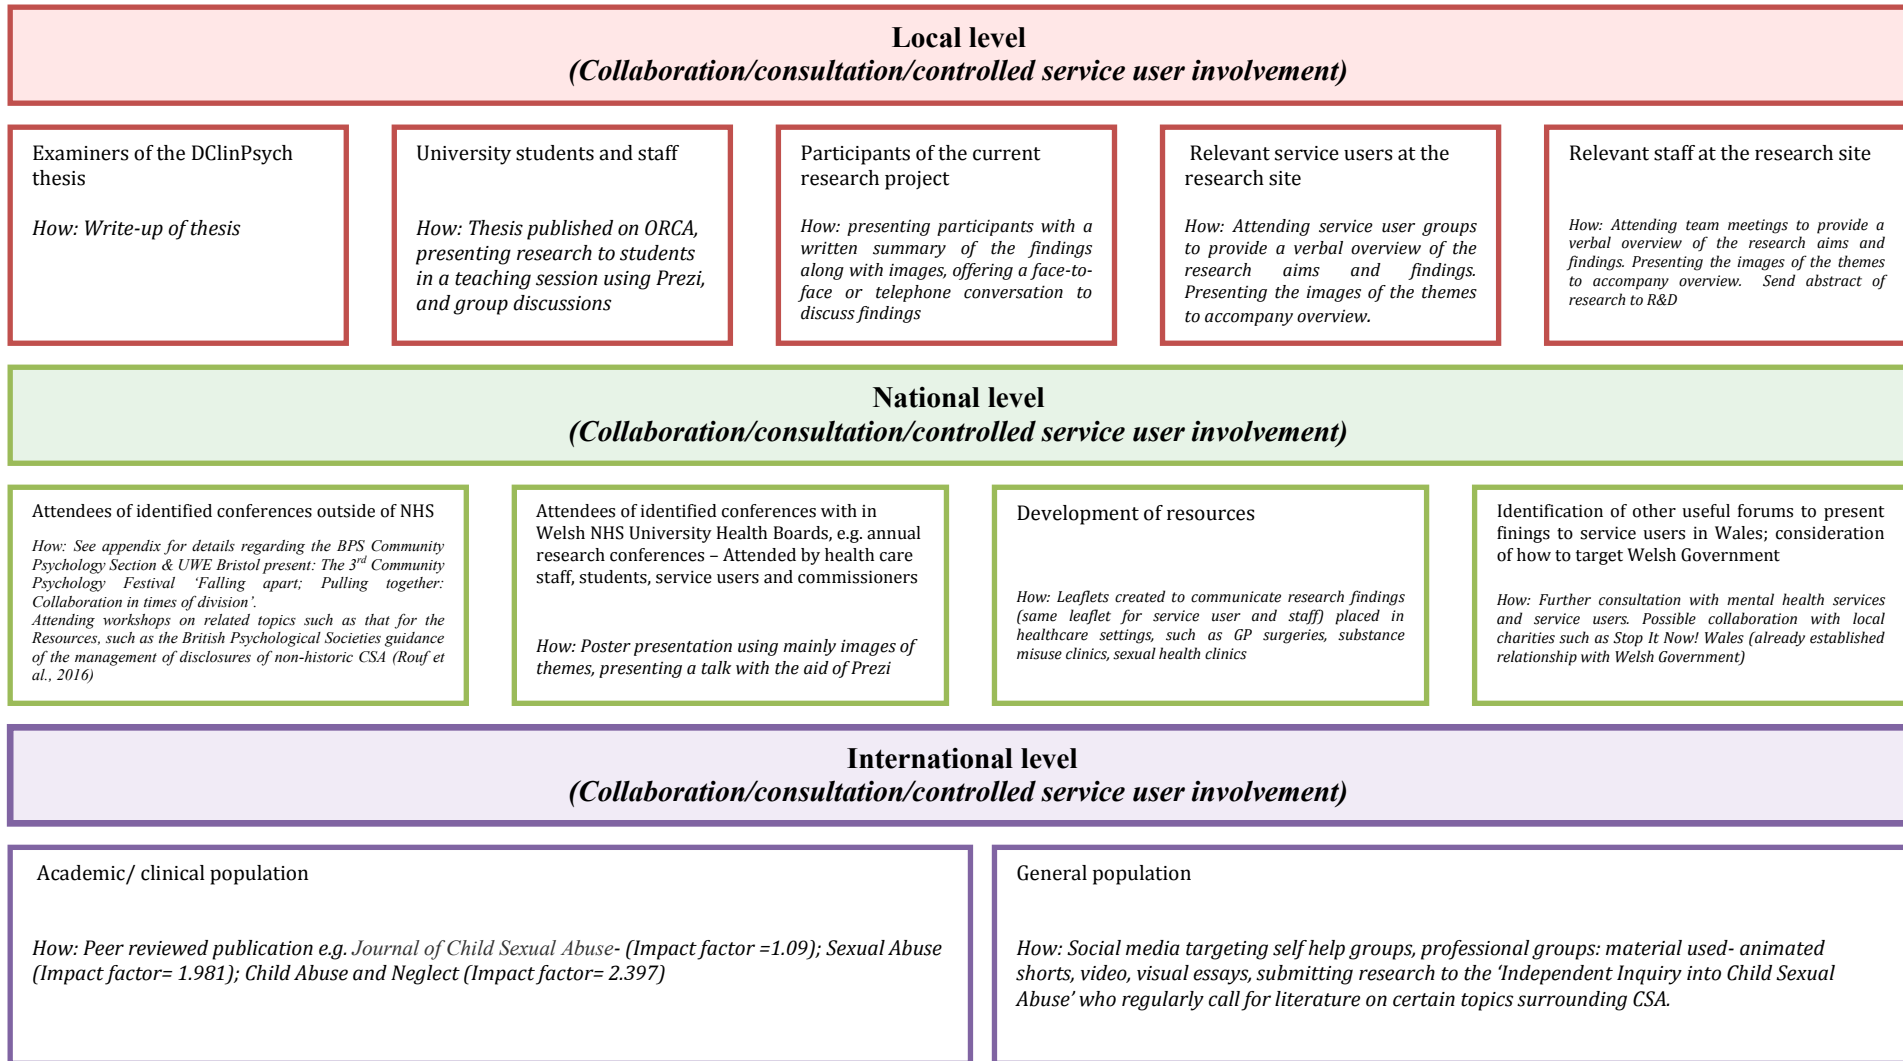 Local level
(Collaboration/consultation/controlled service user involvement)
Examiners of the DClinPsych
thesis
How: Write-up of thesis
University students and staff
How: Thesis published on ORCA,
presenting research to students
in a teaching session using Prezi,
and group discussions
Participants of the current
research project
How: presenting participants with a
written summary of the findings
along with images, offering a face-to-
face or telephone conversation to
discuss findings
Relevant service users at the
research site
How: Attending service user groups
to provide a verbal overview of the
research aims and findings.
Presenting the images of the themes
to accompany overview.
Relevant staff at the research site
How: Attending team meetings to provide a
verbal overview of the research aims and
findings. Presenting the images of the themes
to accompany overview. Send abstract of
research to R&D
National level
(Collaboration/consultation/controlled service user involvement)
Attendees of identified conferences outside of NHS
How: See appendix for details regarding the BPS Community
Psychology Section & UWE Bristol present: The 3rd Community
Psychology Festival ‘Falling apart; Pulling together:
Collaboration in times of division’.
Attending workshops on related topics such as that for the
Resources, such as the British Psychological Societies guidance
of the management of disclosures of non-historic CSA (Rouf et
al., 2016)
Attendees of identified conferences with in
Welsh NHS University Health Boards, e.g. annual
research conferences – Attended by health care
staff, students, service users and commissioners
How: Poster presentation using mainly images of
themes, presenting a talk with the aid of Prezi
Development of resources
How: Leaflets created to communicate research findings
(same leaflet for service user and staff) placed in
healthcare settings, such as GP surgeries, substance
misuse clinics, sexual health clinics
Identification of other useful forums to present
finings to service users in Wales; consideration
of how to target Welsh Government
How: Further consultation with mental health services
and service users. Possible collaboration with local
charities such as Stop It Now! Wales (already established
relationship with Welsh Government)
International level
(Collaboration/consultation/controlled service user involvement)
Academic/ clinical population
How: Peer reviewed publication e.g. Journal of Child Sexual Abuse- (Impact factor =1.09); Sexual Abuse
(Impact factor= 1.981); Child Abuse and Neglect (Impact factor= 2.397)
General population
How: Social media targeting self help groups, professional groups: material used- animated
shorts, video, visual essays, submitting research to the ‘Independent Inquiry into Child Sexual
Abuse’ who regularly call for literature on certain topics surrounding CSA.